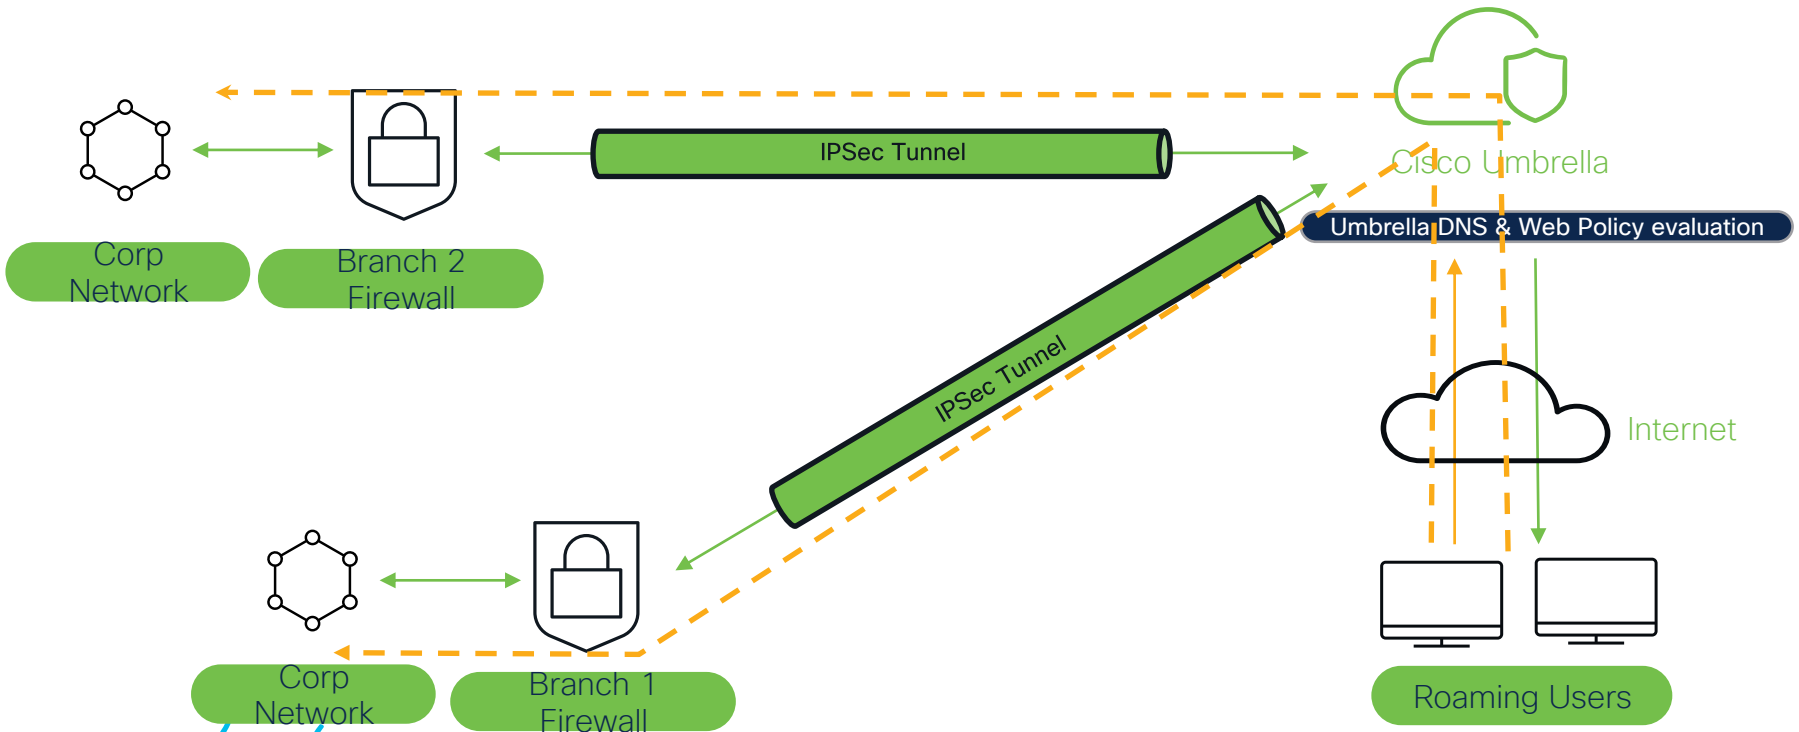 IPSec Tunnel
Cisco Umbrella
Umbrella DNS & Web Policy evaluation
Corp
Network
Branch 2
Firewall
IPSec Tunnel
Internet
Corp
Network
Branch 1
Firewall
Roaming Users